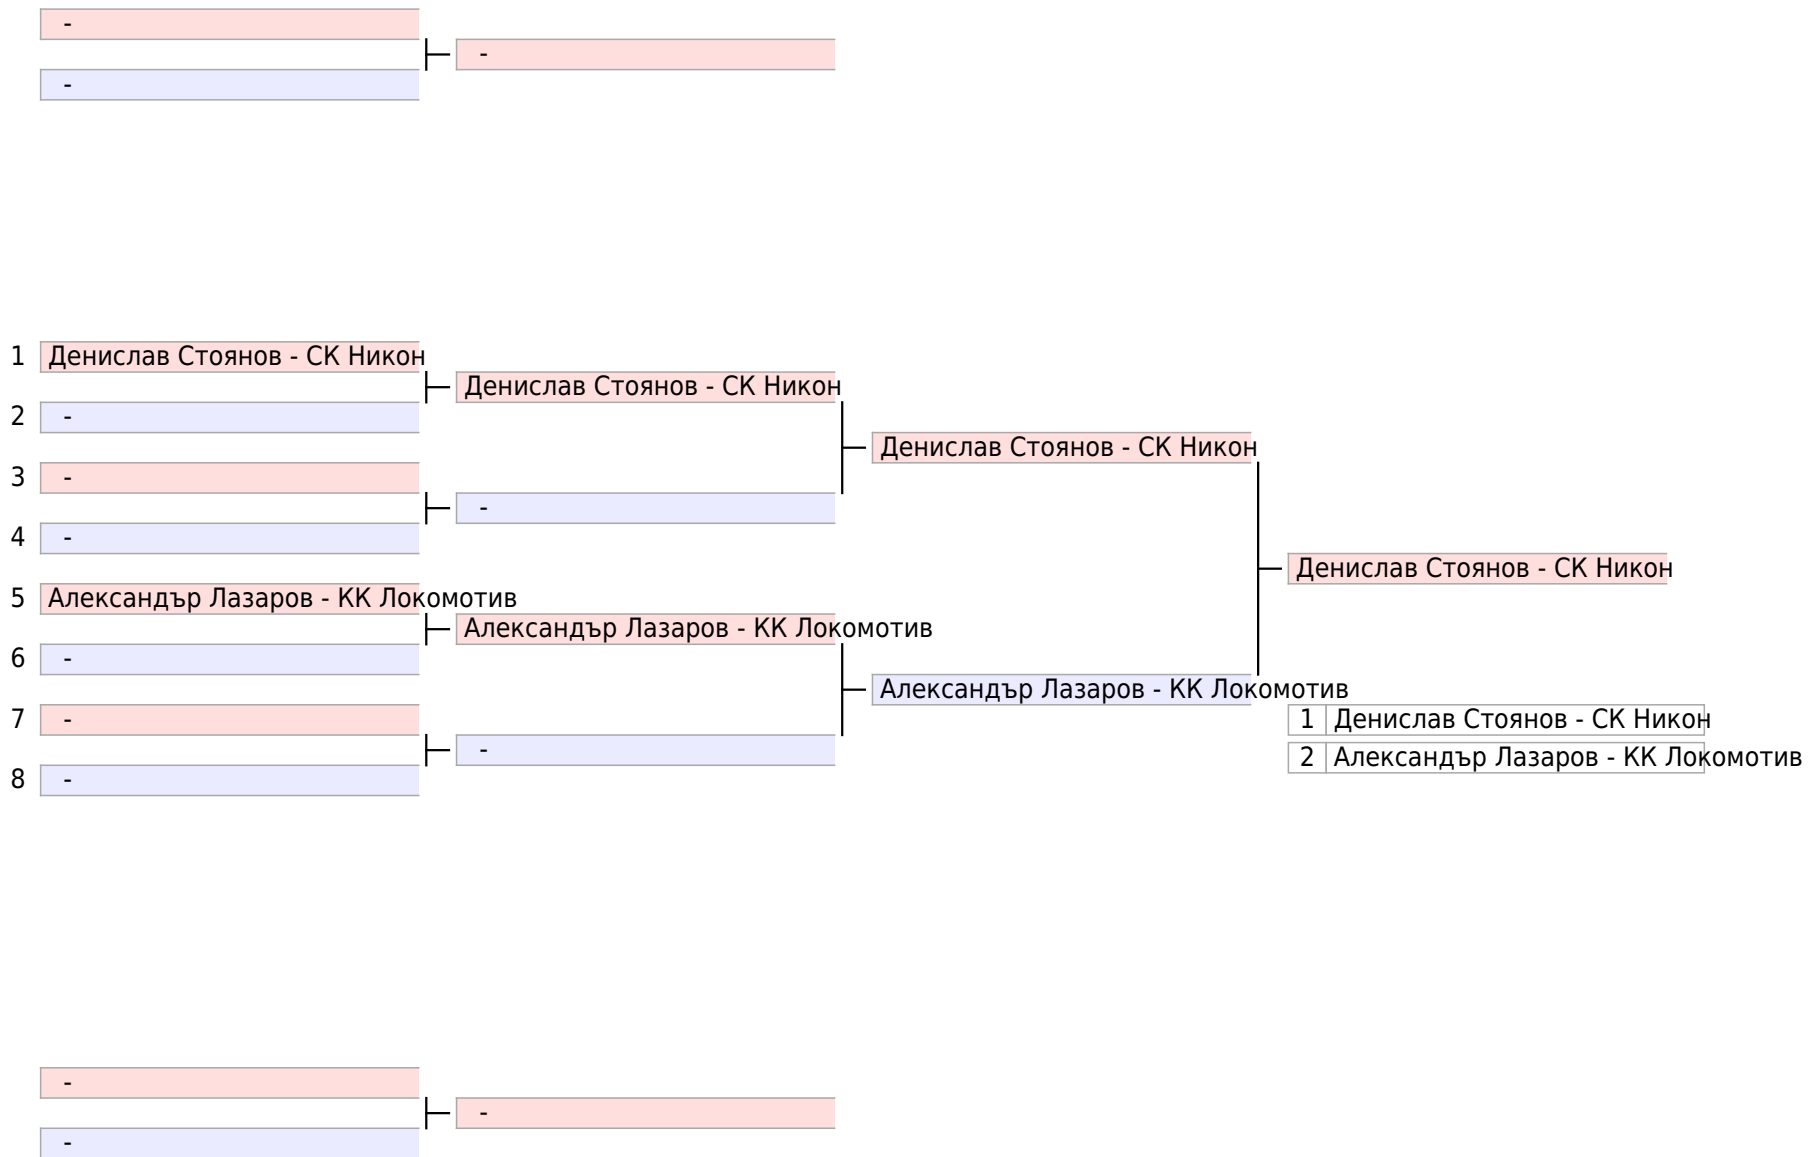 -
-
-
1 Денислав Стоянов - СК Никон
Денислав Стоянов - СК Никон
2 -
Денислав Стоянов - СК Никон
3 -
-
4 -
Денислав Стоянов - СК Никон
5 Александър Лазаров - КК Локомотив
Александър Лазаров - КК Локомотив
6 -
Александър Лазаров - КК Локомотив
7 -
1 Денислав Стоянов - СК Никон
-
2 Александър Лазаров - КК Локомотив
8 -
-
-
-